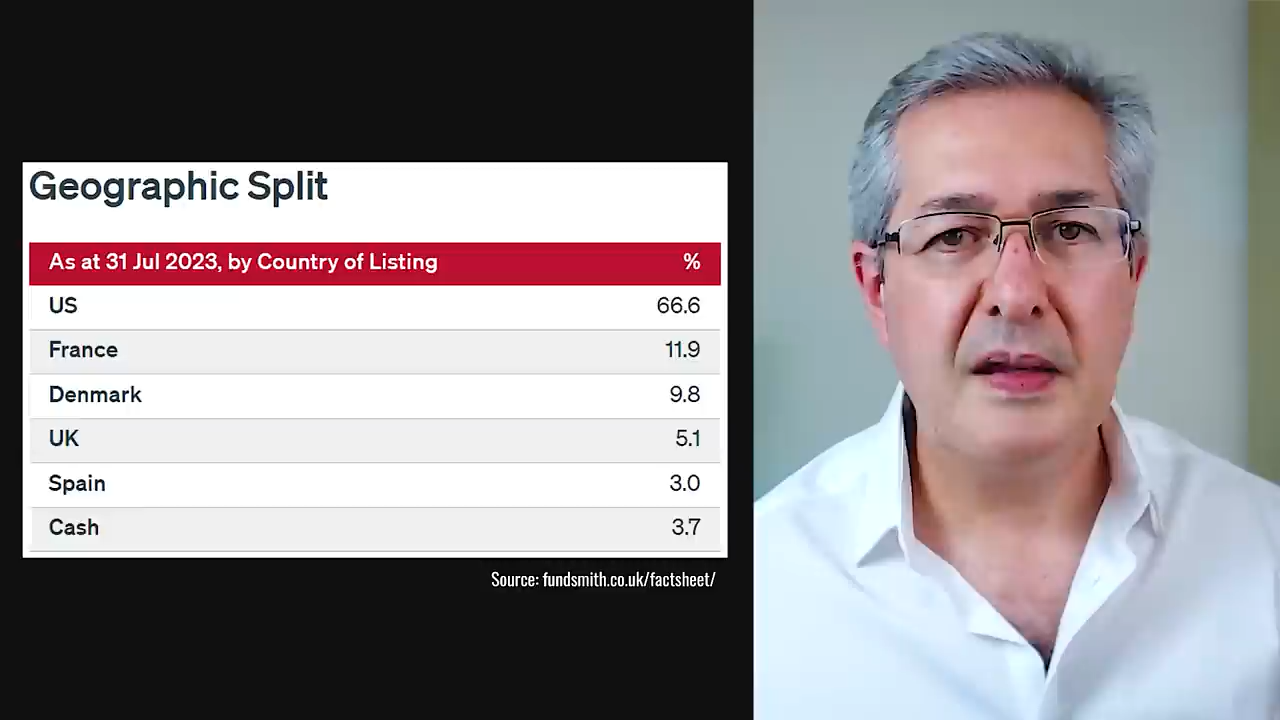 Geographic Split
As at 31 Jul 2023, by Country of Listing %
US 66.6
France 11.9
Denmark 9.8
UK 5.1
Spain 3.0
Cash 3.7
Source: fundsmith.co.uk/factsheet/